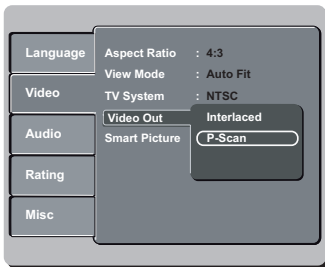 Language
Video
Audio
Rating
Misc
Aspect Ratio : 4:3
View Mode : Auto Fit
TV System : NTSC
Video Out
Smart Picture
Interlaced
P-Scan